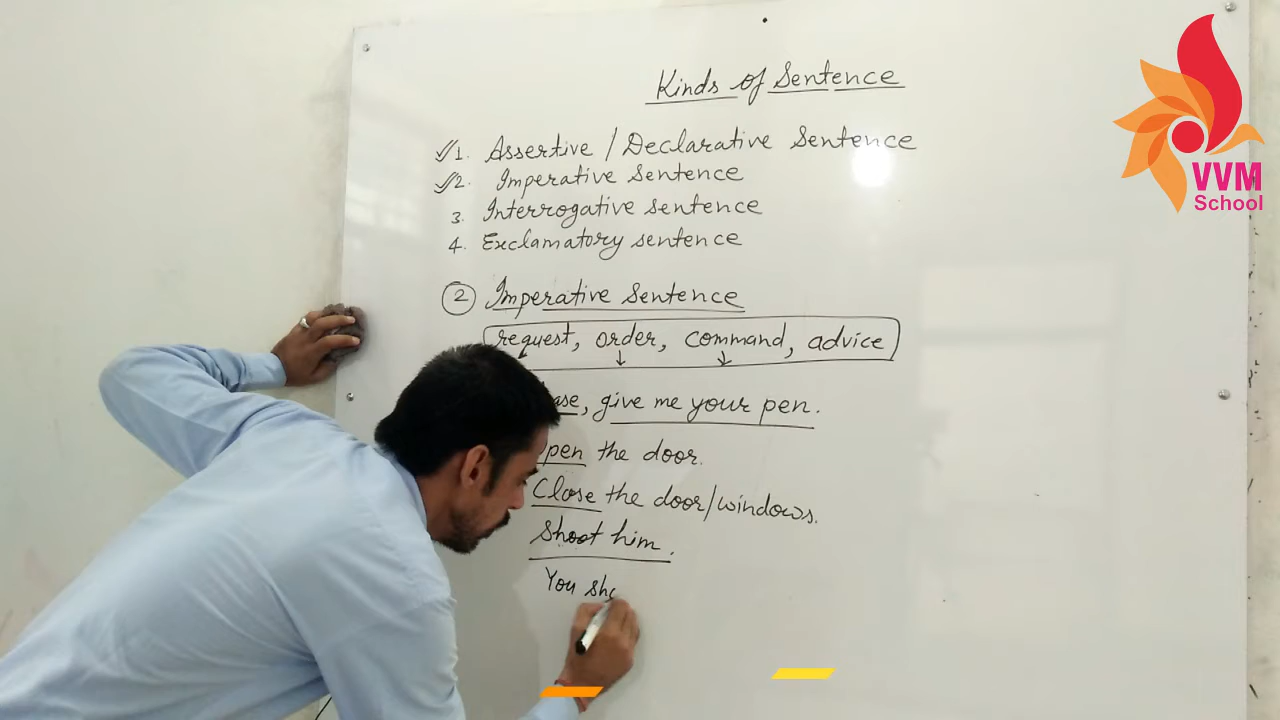 Kinds of Sentence
1. Assertive / Declarative Sentence
2. Imperative Sentence
3. Interrogative sentence
4. Exclamatory sentence
2 Imperative Sentence
request, order, command, advice
ase, give me your pen.
pen the door.
Close the door/windows.
Shoot him.
You sho
VVM
School